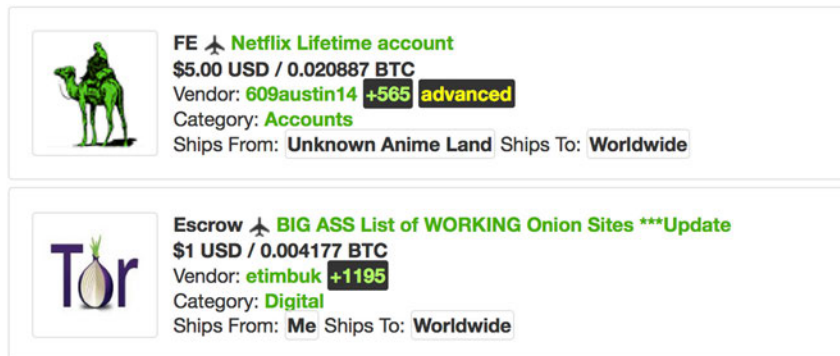 FE Netflix Lifetime account
$5.00 USD / 0.020887 BTC
Vendor: 609austin14 +565 advanced
Category: Accounts
Ships From: Unknown Anime Land Ships To: Worldwide
Escrow BIG ASS List of WORKING Onion Sites ***Update
$1 USD / 0.004177 BTC
Tor
Vendor: etimbuk +1195
Category: Digital
Ships From: Me Ships To: Worldwide